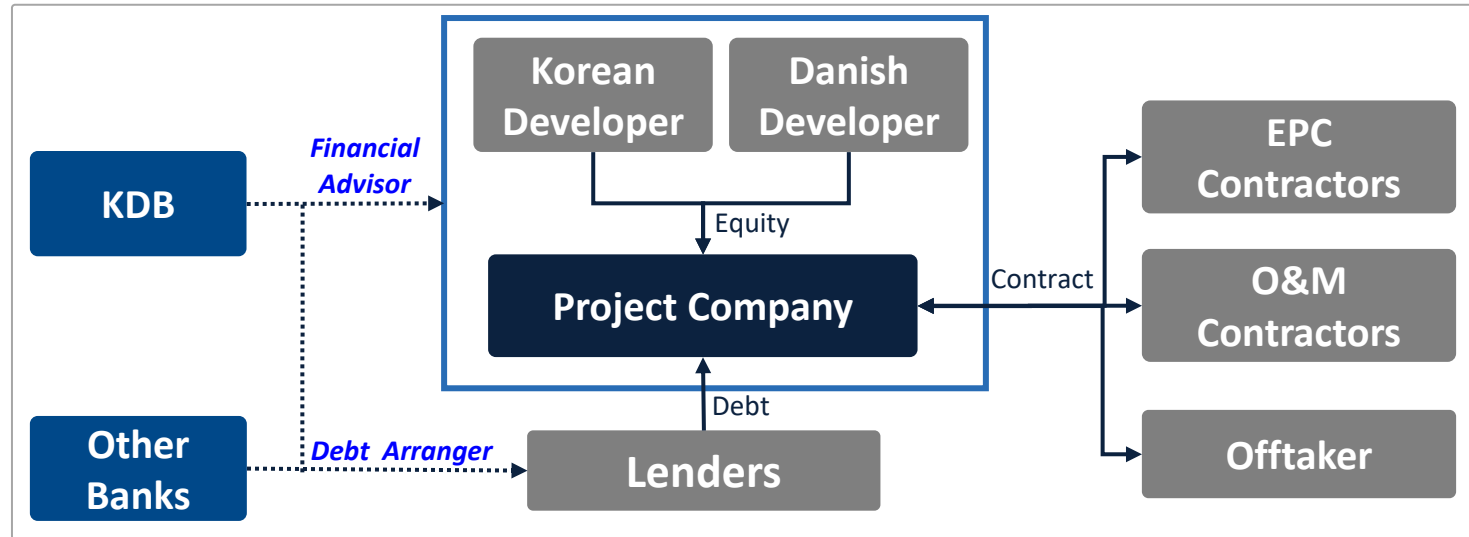 Korean
Developer
Danish
Developer
Financial
Advisor
KDB
Equity
Project Company
Contract
EPC
Contractors
O&M
Contractors
Debt
Other
Banks
Debt Arranger
Lenders
Offtaker